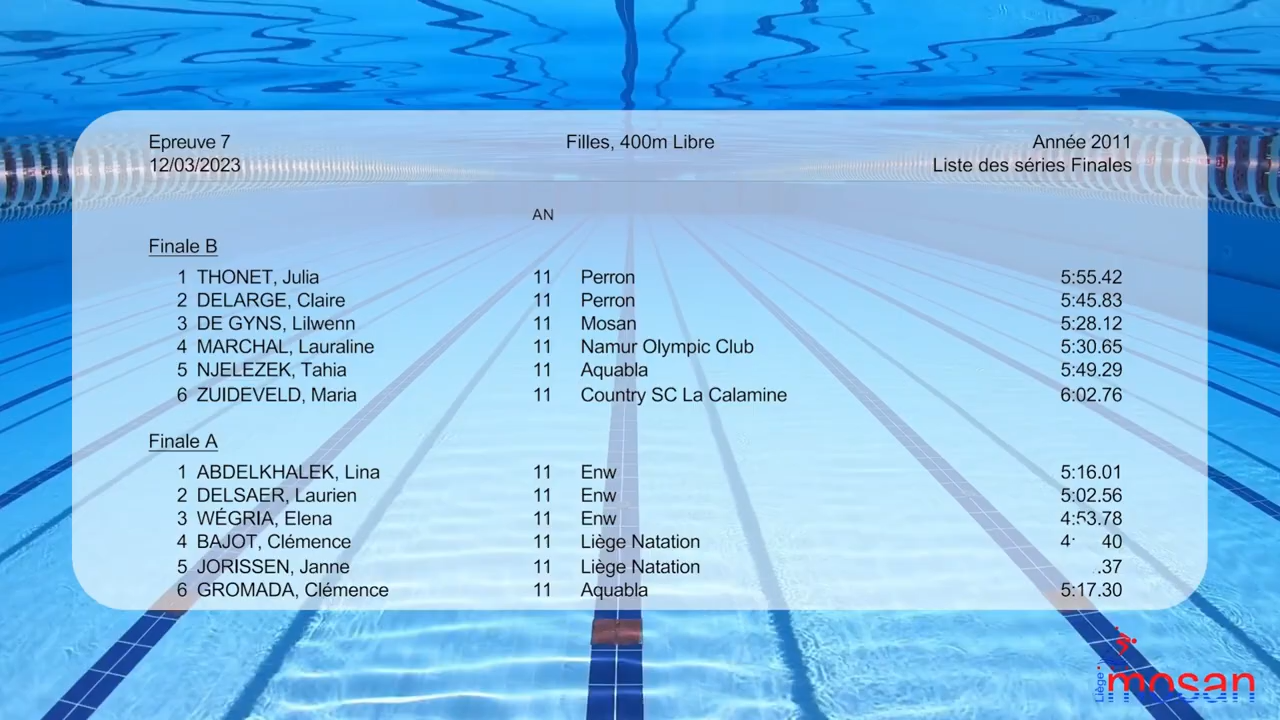 Epreuve 7 Filles, 400m Libre Année 2011
12/03/2023 Liste des séries Finales
AN
Finale B
1 THONET, Julia 11 Perron 5:55.42
2 DELARGE, Claire 11 Perron 5:45.83
3 DE GYNS, Lilwenn 11 Mosan 5:28.12
4 MARCHAL, Lauraline 11 Namur Olympic Club 5:30.65
5 NJELEZEK, Tahia 11 Aquabla 5:49.29
6 ZUIDEVELD, Maria 11 Country SC La Calamine 6:02.76
Finale A
1 ABDELKHALEK, Lina 11 Enw 5:16.01
2 DELSAER, Laurien 11 Enw 5:02.56
3 WÉGRIA, Elena 11 Enw 4:53.78
4 BAJOT, Clémence 11 Liège Natation
5 JORISSEN, Janne 11 Liège Natation
6 GROMADA, Clémence 11 Aquabla 5:17.30
Liège mosan